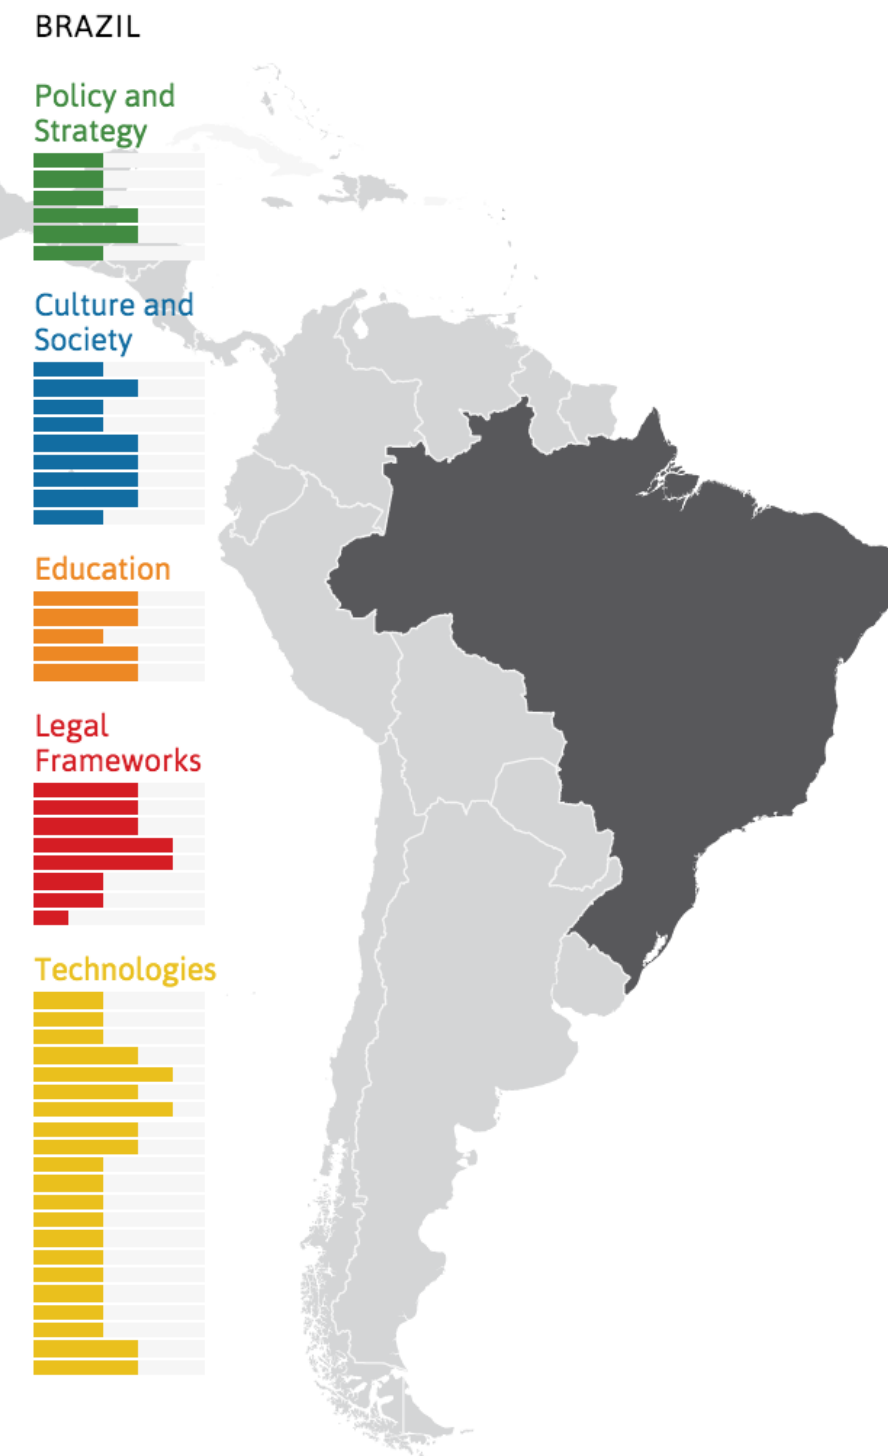 BRAZIL
Policy and
Strategy
Culture and
Society
Education
Legal
Frameworks
Technologies